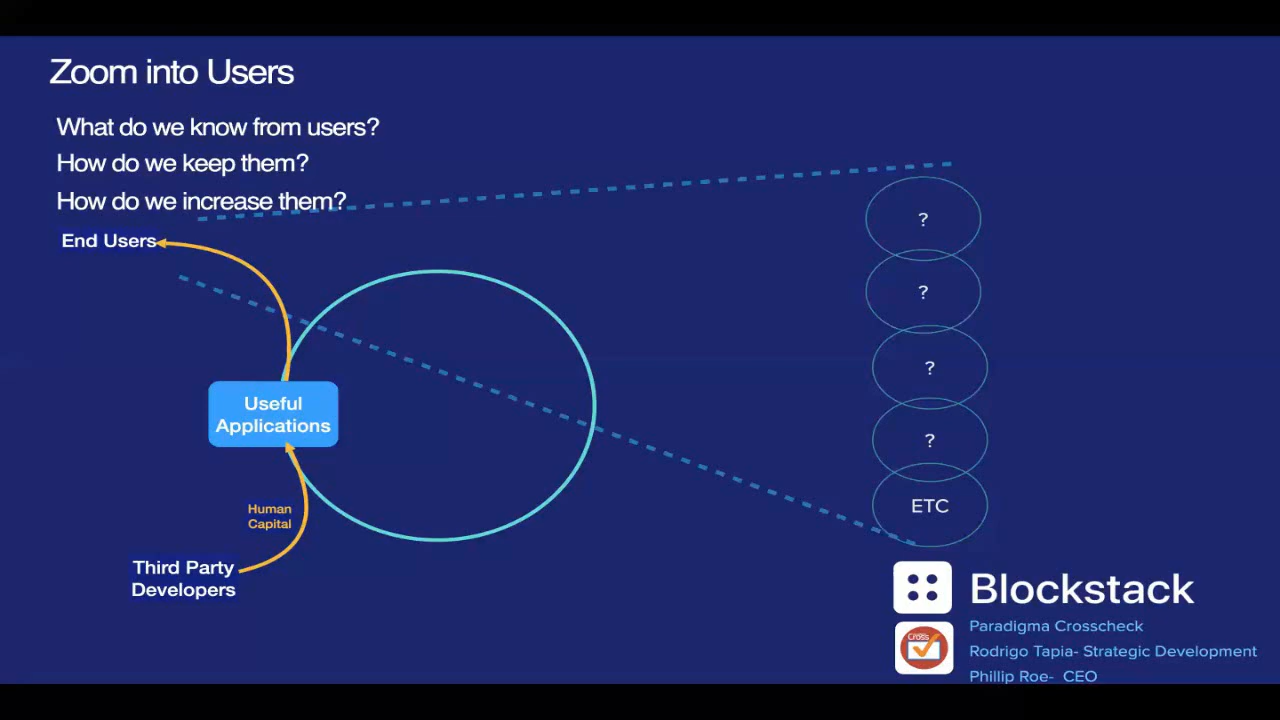 Zoom into Users
What do we know from users?
How do we keep them?
How do we increase them?
End Users
?
?
?
?
ETC
Useful
Applications
Human
Capital
Third Party
Developers
Blockstack
Cross
Paradigma Crosscheck
Rodrigo Tapia- Strategic Development
Phillip Roe- CEO